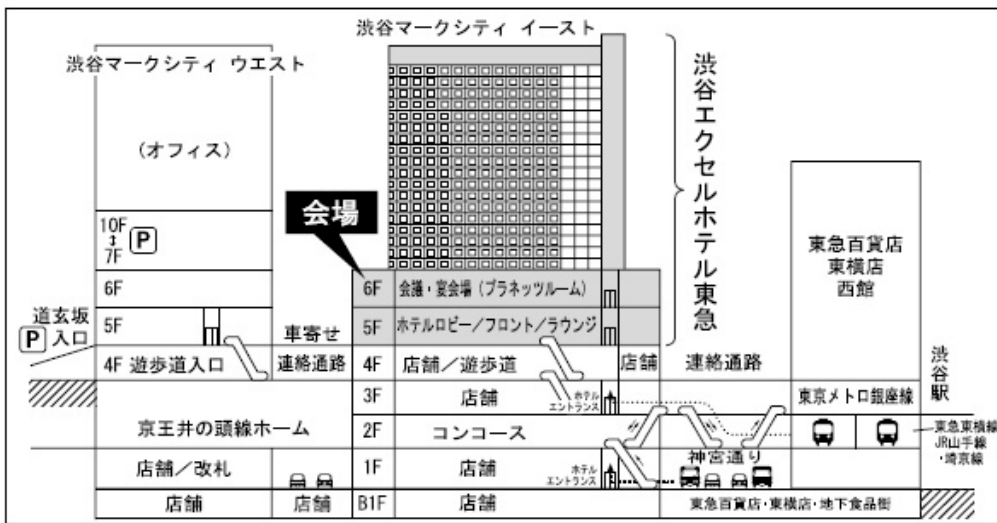 渋谷マークシティ イースト
渋谷マークシティ ウエスト
(オフィス)
渋谷エクセルホテル東急
会場
10F
↕
7F
P
東急百貨店
東横店
西館
6F
6F
会議・宴会場(プラネッツルーム)
道玄坂
P 入口
5F
車寄せ
5F
ホテルロビー/フロント/ラウンジ
4F 遊歩道入口
連絡通路
4F
店舗/遊歩道
店舗
連絡通路
渋谷駅
3F
店舗
ホテル
エントランス
東京メトロ銀座線
京王井の頭線ホーム
2F
コンコース
東急東横線
JR山手線
・埼京線
神宮通り
店舗/改札
1F
店舗
ホテル
エントランス
店舗
店舗
B1F
店舗
東急百貨店・東横店・地下食品街